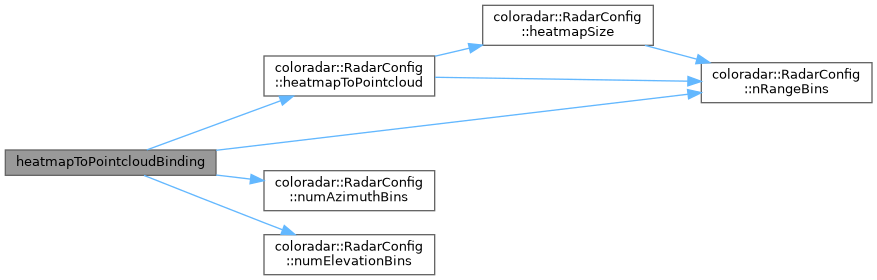 heatmapToPointcloudBinding
coloradar::RadarConfig
::heatmapToPointcloud
coloradar::RadarConfig
::heatmapSize
coloradar::RadarConfig
::nRangeBins
coloradar::RadarConfig
::numAzimuthBins
coloradar::RadarConfig
::numElevationBins